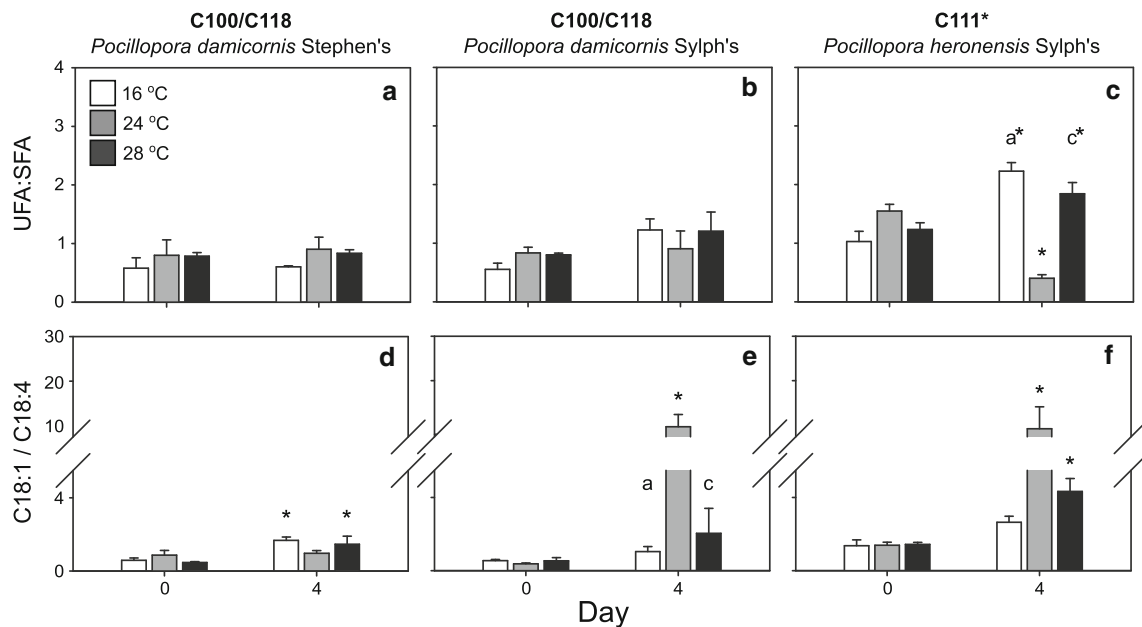 C100/C118
Pocillopora damicornis Stephen's
C100/C118
Pocillopora damicornis Sylph's
C111*
Pocillopora heronensis Sylph's
UFA:SFA
4
3
2
1
0
16 °C
24 °C
28 °C
a
b
c
a*
*
c*
C18:1 / C18:4
30
20
10
4
0
d
*
*
0
4
e
a
*
c
0
4
f
*
*
0
4
Day